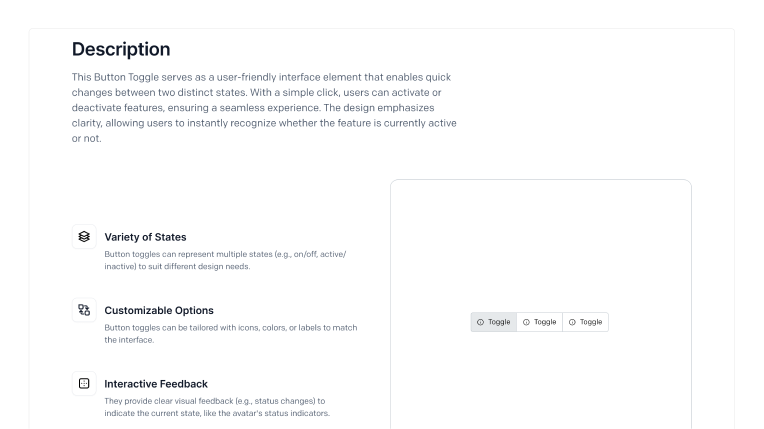 Description
This Button Toggle serves as a user-friendly interface element that enables quick
changes between two distinct states. With a simple click, users can activate or
deactivate features, ensuring a seamless experience. The design emphasizes
clarity, allowing users to instantly recognize whether the feature is currently active
or not.
Variety of States
Button toggles can represent multiple states (e.g., on/off, active/
inactive) to suit different design needs.
Customizable Options
Button toggles can be tailored with icons, colors, or labels to match
the interface.
Interactive Feedback
They provide clear visual feedback (e.g., status changes) to
indicate the current state, like the avatar's status indicators.
Toggle Toggle Toggle